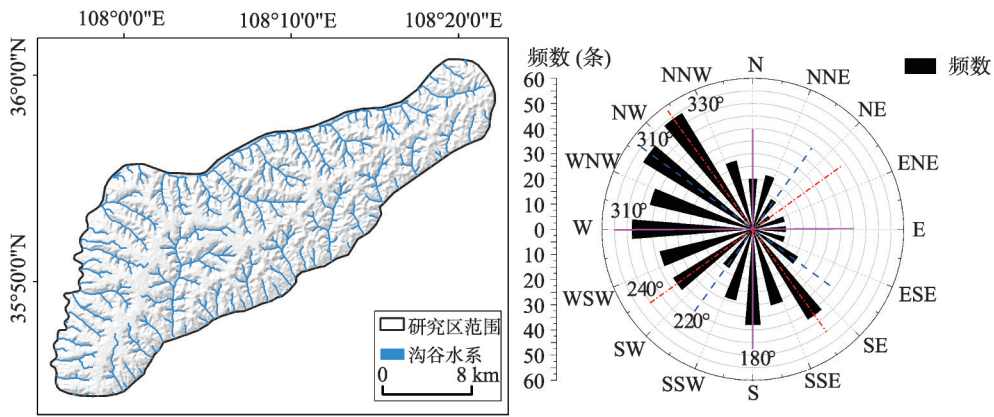 108°0'0"E
108°10'0"E
108°20'0"E
36°0'0"N
35°50'0"N
研究区范围
沟谷水系
0
8 km
频数 (条)
60
50
40
30
20
10
0
10
20
30
40
50
60
N
NNE
NE
ENE
E
ESE
SE
SSE
S
SSW
SW
WSW
W
WNW
NW
NNW
330°
310°
310°
240°
220°
180°
频数